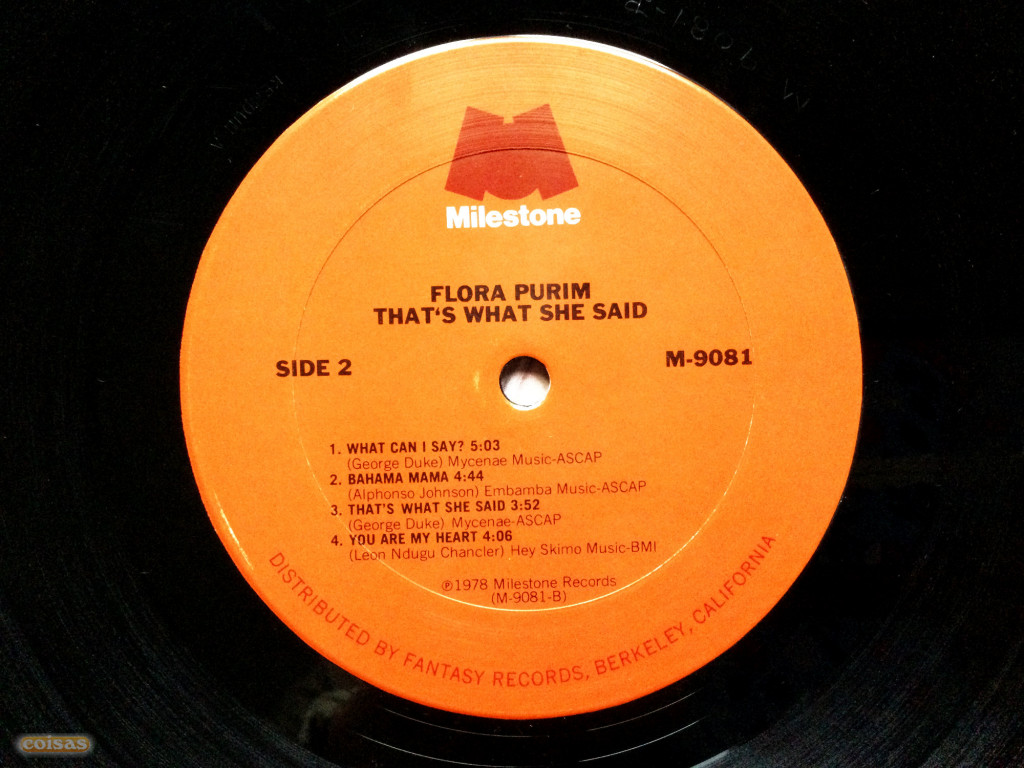 Milestone
FLORA PURIM
THAT'S WHAT SHE SAID
SIDE 2
M-9081
1. WHAT CAN I SAY? 5:03
(George Duke) Mycenae Music-ASCAP
2. BAHAMA MAMA 4:44
(Alphonso Johnson) Embamba Music-ASCAP
3. THAT'S WHAT SHE SAID 3:52
(George Duke) Mycenae-ASCAP
4. YOU ARE MY HEART 4:06
(Leon Ndugu Chancler) Hey Skimo Music-BMI
℗1978 Milestone Records
(M-9081-B)
DISTRIBUTED BY FANTASY RECORDS, BERKELEY, CALIFORNIA
coisas